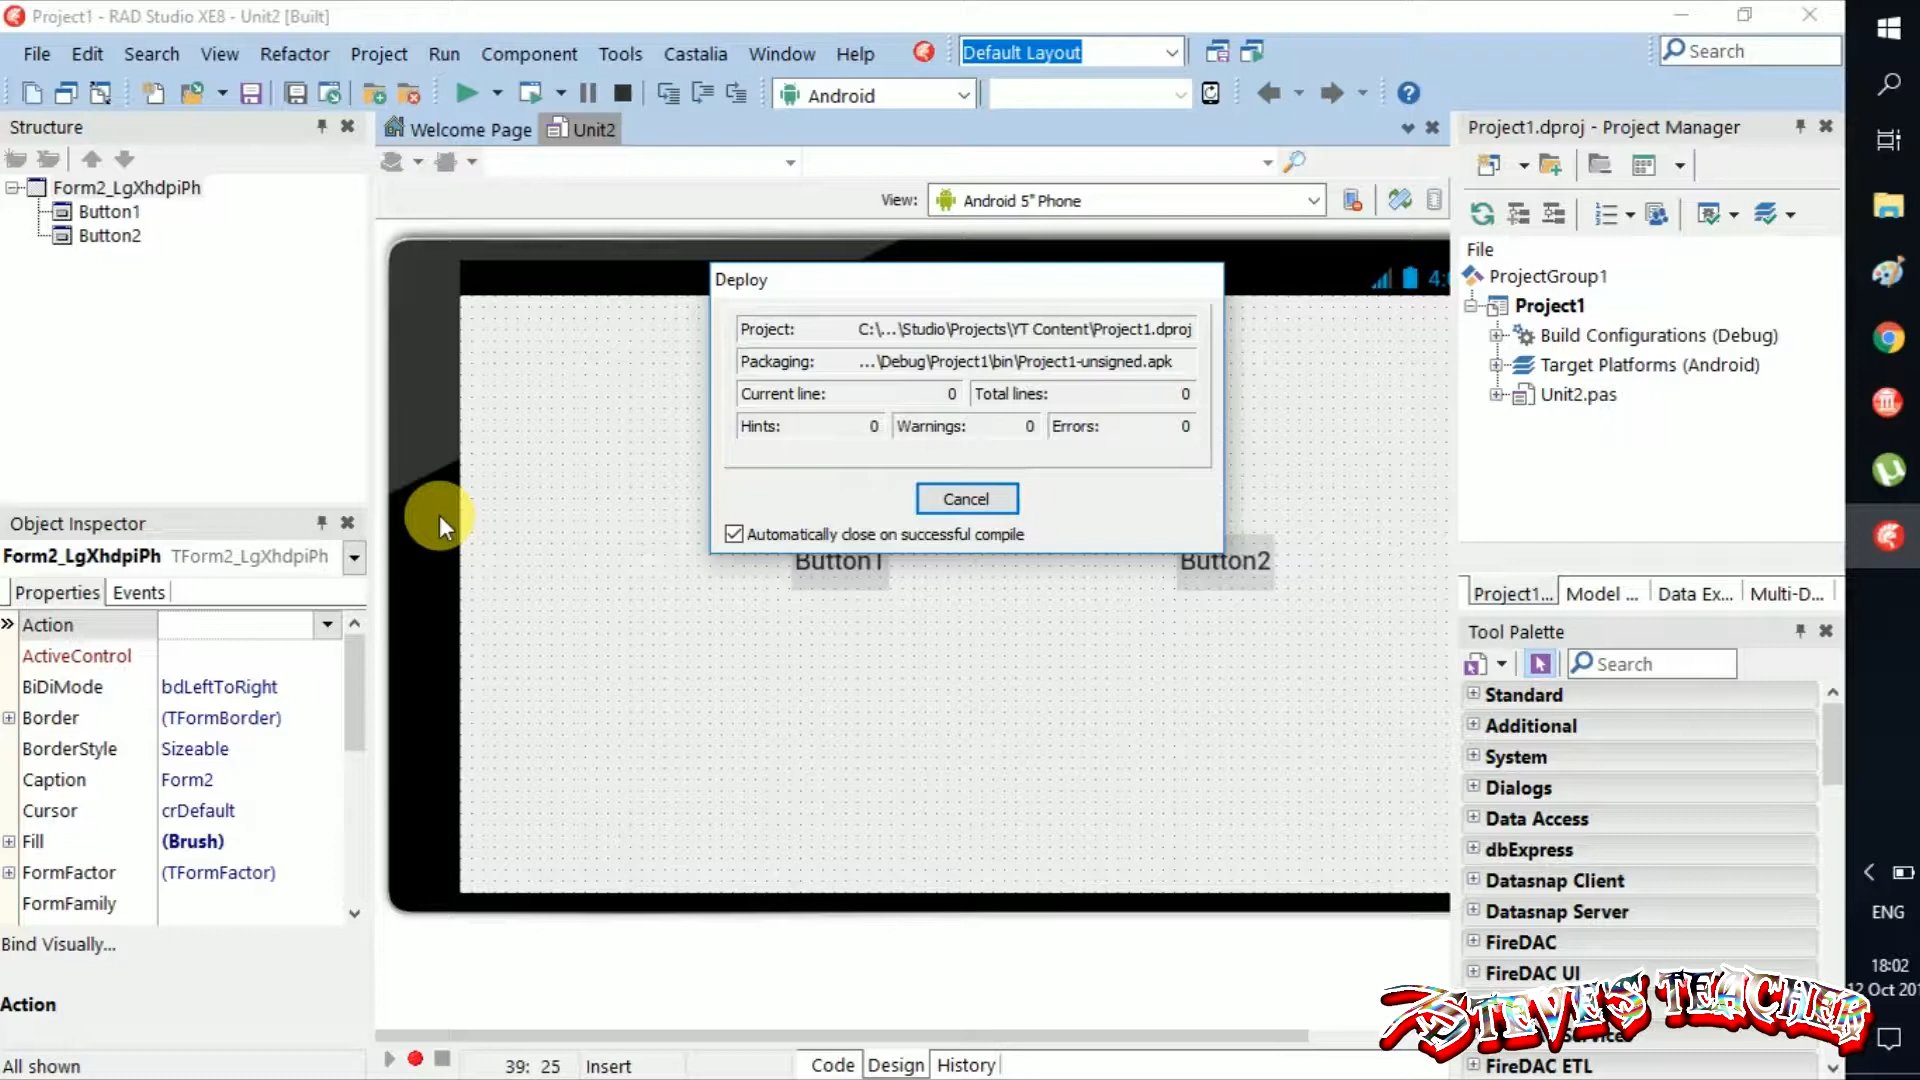 Project1 - RAD Studio XE8 - Unit2 [Built]
File Edit Search View Refactor Project Run Component Tools Castalia Window Help Default Layout Search
Android
Structure
Welcome Page Unit2
Project1.dproj - Project Manager
View: Android 5" Phone
Form2_LgXhdpiPh
Button1
Button2
File
ProjectGroup1
Project1
Build Configurations (Debug)
Target Platforms (Android)
Unit2.pas
Deploy
Project: C:\...\Studio\Projects\YT Content\Project1.dproj
Packaging: ...\Debug\Project1\bin\Project1-unsigned.apk
Current line: 0 Total lines: 0
Hints: 0 Warnings: 0 Errors: 0
Cancel
Automatically close on successful compile
Button1 Button2
Object Inspector
Form2_LgXhdpiPh TForm2_LgXhdpiPh
Properties Events
Action
ActiveControl
BiDiMode bdLeftToRight
Border (TFormBorder)
BorderStyle Sizeable
Caption Form2
Cursor crDefault
Fill (Brush)
FormFactor (TFormFactor)
FormFamily
Bind Visually...
Action
All shown
39: 25 Insert Code Design History
Project1... Model ... Data Ex... Multi-D...
Tool Palette
Search
Standard
Additional
System
Dialogs
Data Access
dbExpress
Datasnap Client
Datasnap Server
FireDAC
FireDAC UI
FireDAC ETL
ENG
18:02
12 Oct 201
STEVE'S TEACHER